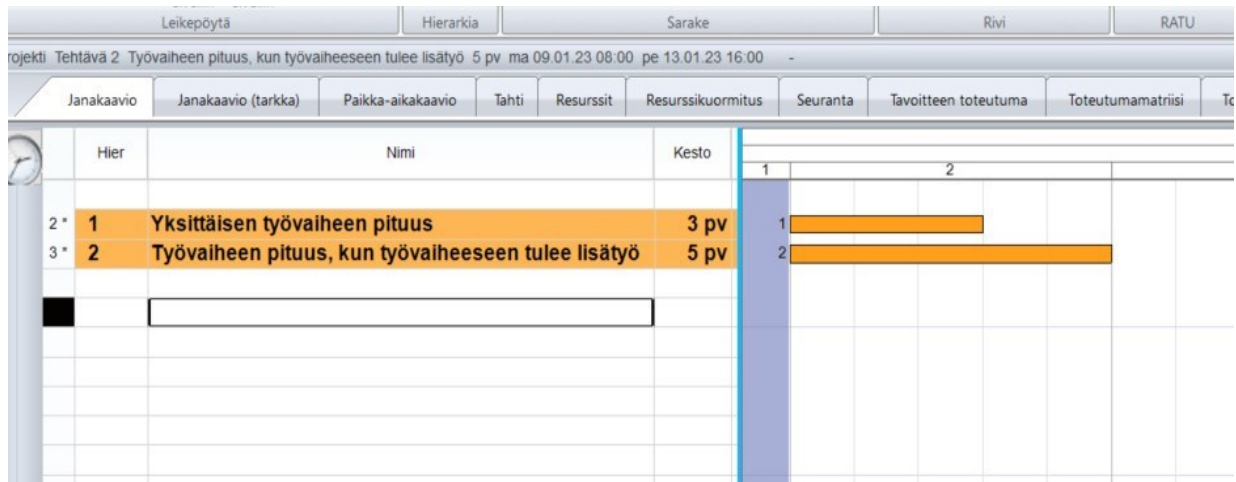 Leikepöytä Hierarkia Sarake Rivi RATU
rojekti Tehtävä 2 Työvaiheen pituus, kun työvaiheeseen tulee lisätyö 5 pv ma 09.01.23 08:00 pe 13.01.23 16:00 -
Janakaavio Janakaavio (tarkka) Paikka-aikakaavio Tahti Resurssit Resurssikuormitus Seuranta Tavoitteen toteutuma Toteutumamatriisi To
Hier Nimi Kesto
1 2
2 * 1 Yksittäisen työvaiheen pituus 3 pv 1
3 * 2 Työvaiheen pituus, kun työvaiheeseen tulee lisätyö 5 pv 2